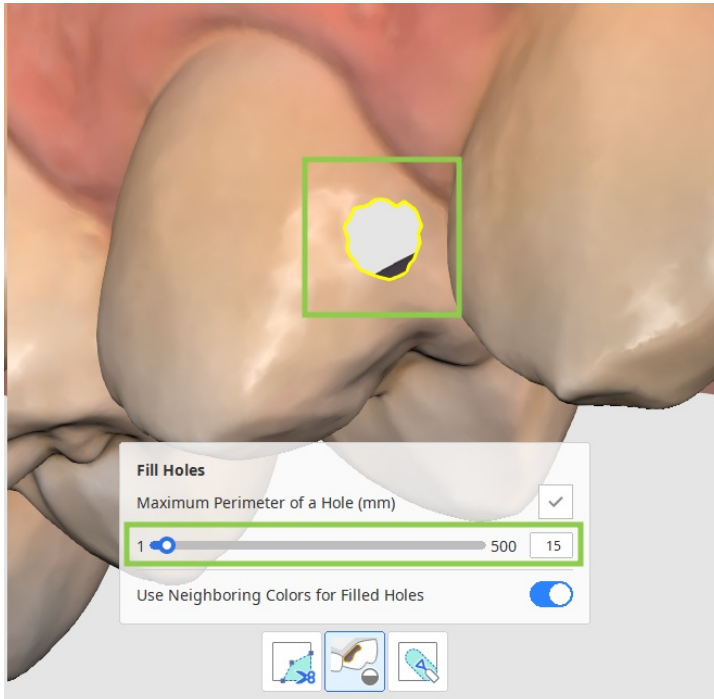 Fill Holes
Maximum Perimeter of a Hole (mm)
1 500 15
Use Neighboring Colors for Filled Holes